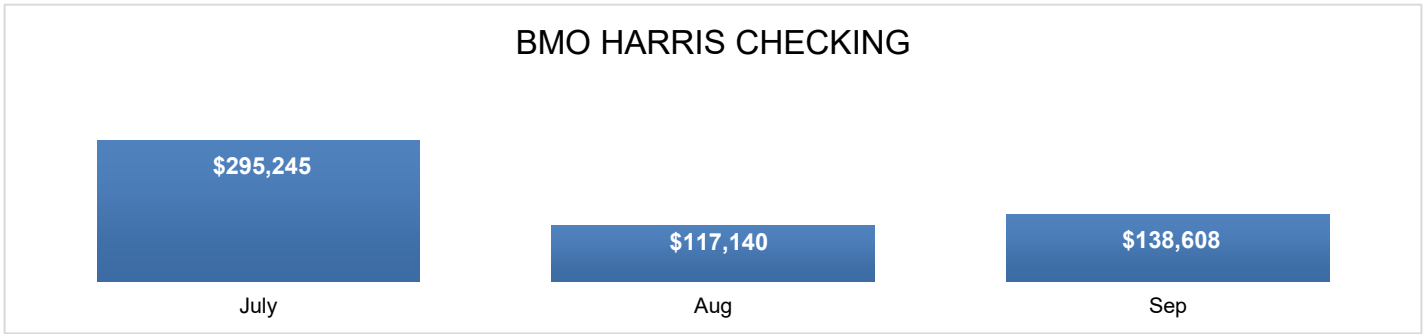 BMO HARRIS CHECKING
$295,245
$117,140
$138,608
July
Aug
Sep